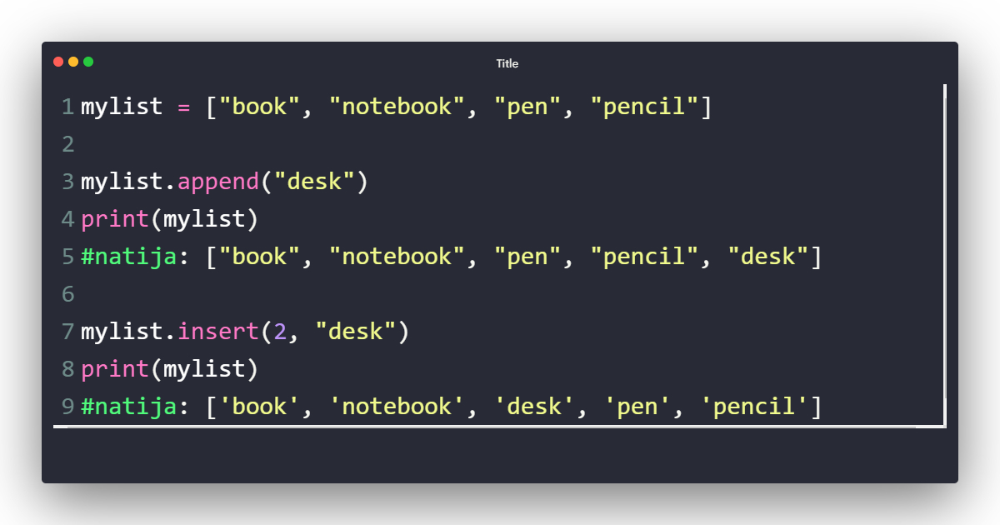 Title
1 mylist = ["book", "notebook", "pen", "pencil"]
2
3 mylist.append("desk")
4 print(mylist)
5 #natija: ["book", "notebook", "pen", "pencil", "desk"]
6
7 mylist.insert(2, "desk")
8 print(mylist)
9 #natija: ['book', 'notebook', 'desk', 'pen', 'pencil']